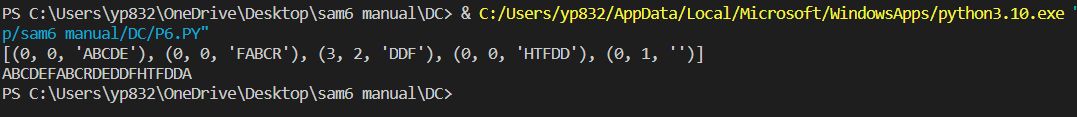 PS C:\Users\yp832\OneDrive\Desktop\sam6 manual\DC> & C:/Users/yp832/AppData/Local/Microsoft/WindowsApps/python3.10.exe "
p/sam6 manual/DC/P6.PY"
[(0, 0, 'ABCDE'), (0, 0, 'FABCR'), (3, 2, 'DDF'), (0, 0, 'HTFDD'), (0, 1, '')]
ABCDEFABCRDEDDFHTFDDA
PS C:\Users\yp832\OneDrive\Desktop\sam6 manual\DC>